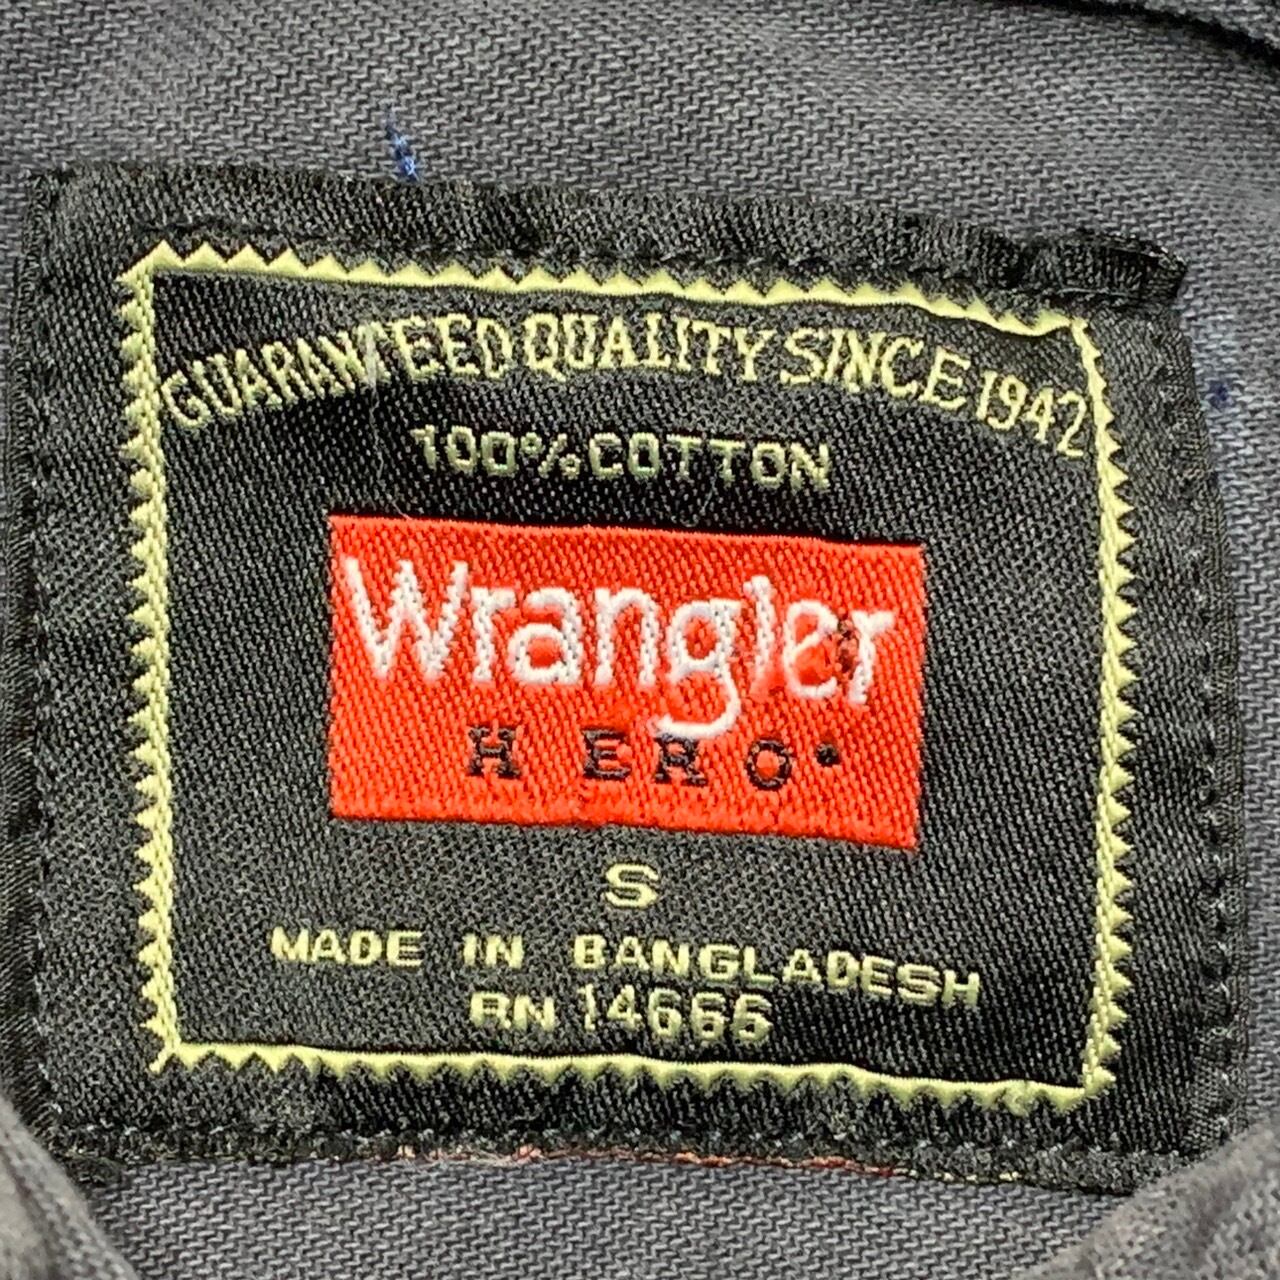 GUARANTEED QUALITY SINCE 1942
100% COTTON
Wrangler
HERO
S
MADE IN BANGLADESH
RN 14666